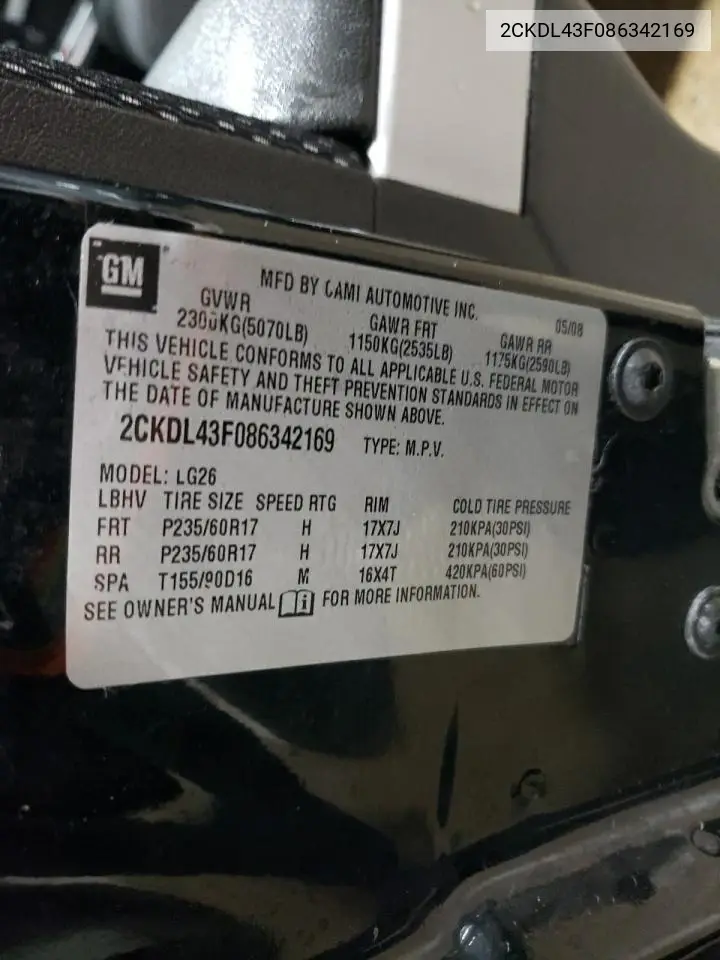 2CKDL43F086342169
GM
MFD BY CAMI AUTOMOTIVE INC.
05/08
GVWR GAWR FRT GAWR RR
2300KG(5070LB) 1150KG(2535LB) 1175KG(2590LB)
THIS VEHICLE CONFORMS TO ALL APPLICABLE U.S. FEDERAL MOTOR
VEHICLE SAFETY AND THEFT PREVENTION STANDARDS IN EFFECT ON
THE DATE OF MANUFACTURE SHOWN ABOVE.
2CKDL43F086342169 TYPE: M.P.V.
MODEL: LG26
LBHV TIRE SIZE SPEED RTG RIM COLD TIRE PRESSURE
FRT P235/60R17 H 17X7J 210KPA(30PSI)
RR P235/60R17 H 17X7J 210KPA(30PSI)
SPA T155/90D16 M 16X4T 420KPA(60PSI)
SEE OWNER'S MANUAL i FOR MORE INFORMATION.